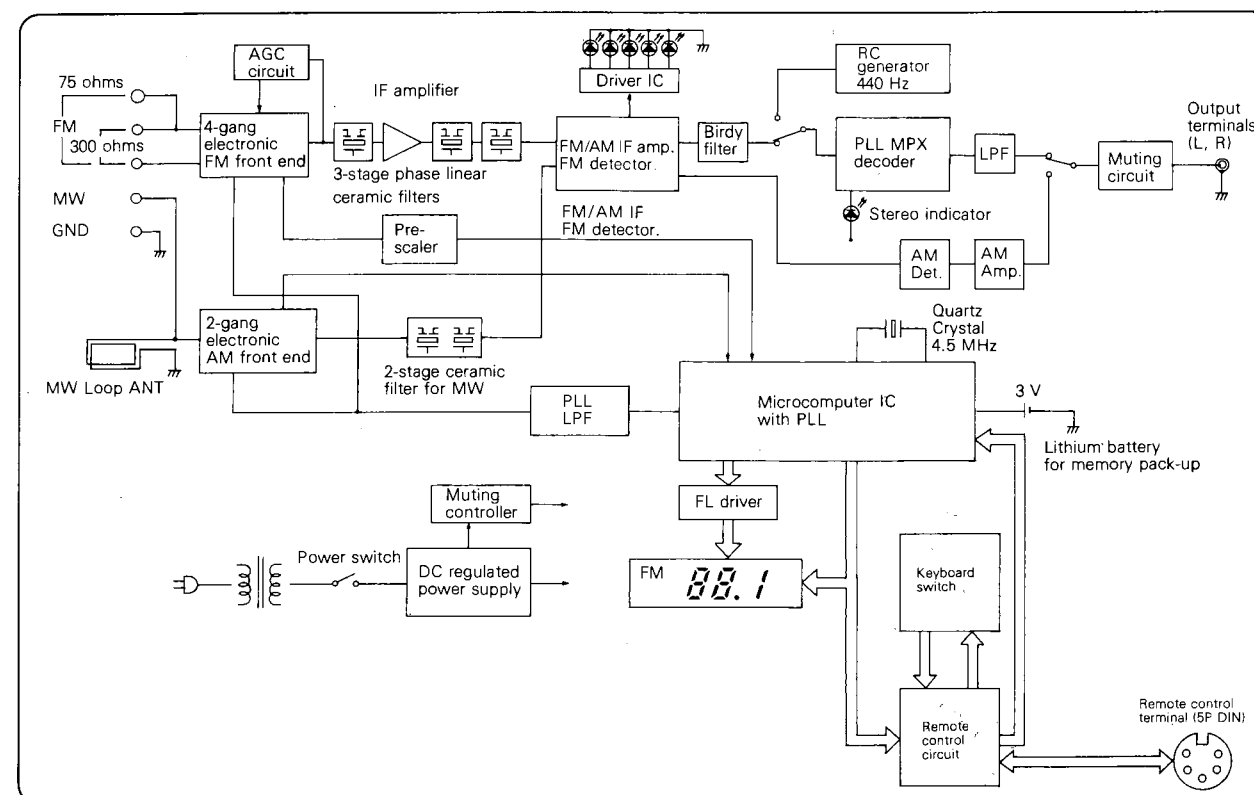 AGC
circuit
75 ohms
FM
300 ohms
MW
GND
4-gang
electronic
FM front end
IF amplifier
3-stage phase linear
ceramic filters
Driver IC
FM/AM IF amp.
FM detector.
Birdy
filter
RC
generator
440 Hz
PLL MPX
decoder
LPF
Muting
circuit
Output
terminals
(L, R)
Stereo indicator
FM/AM IF
FM detector.
Pre-
scaler
AM
Det.
AM
Amp.
2-gang
electronic
AM front end
MW Loop ANT
2-stage ceramic
filter for MW
PLL
LPF
Quartz
Crystal
4.5 MHz
Microcomputer IC
with PLL
3 V
Lithium battery
for memory pack-up
Muting
controller
Power switch
DC regulated
power supply
FL driver
FM 88.1
Keyboard
switch
Remote
control
circuit
Remote control
terminal (5P DIN)